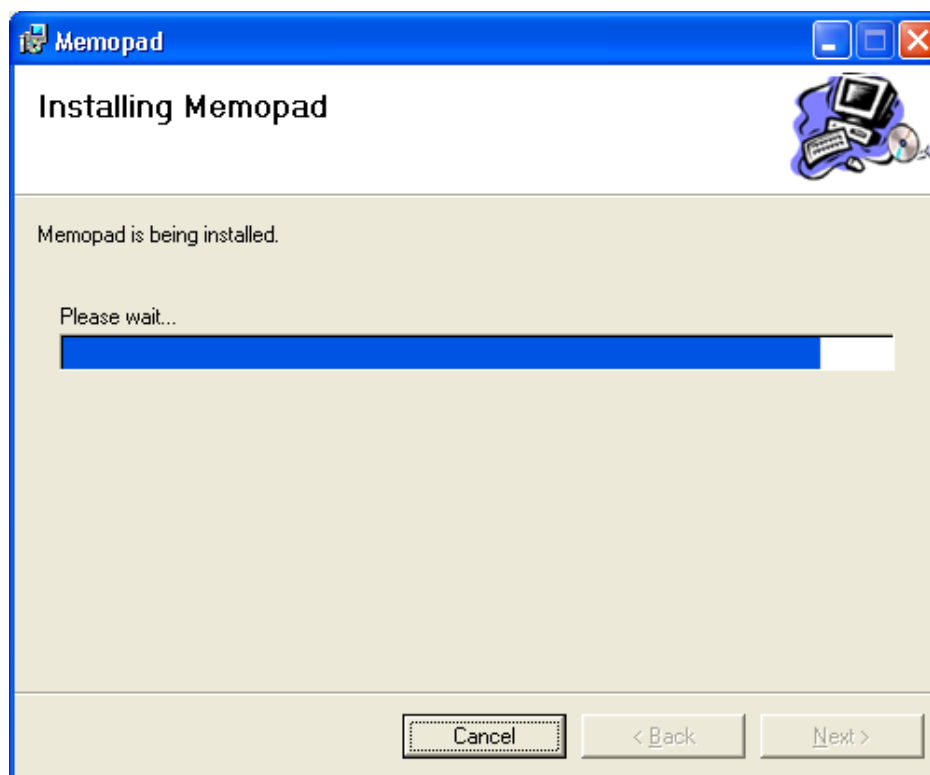 Memopad
Installing Memopad
Memopad is being installed.
Please wait...
Cancel
< Back
Next >